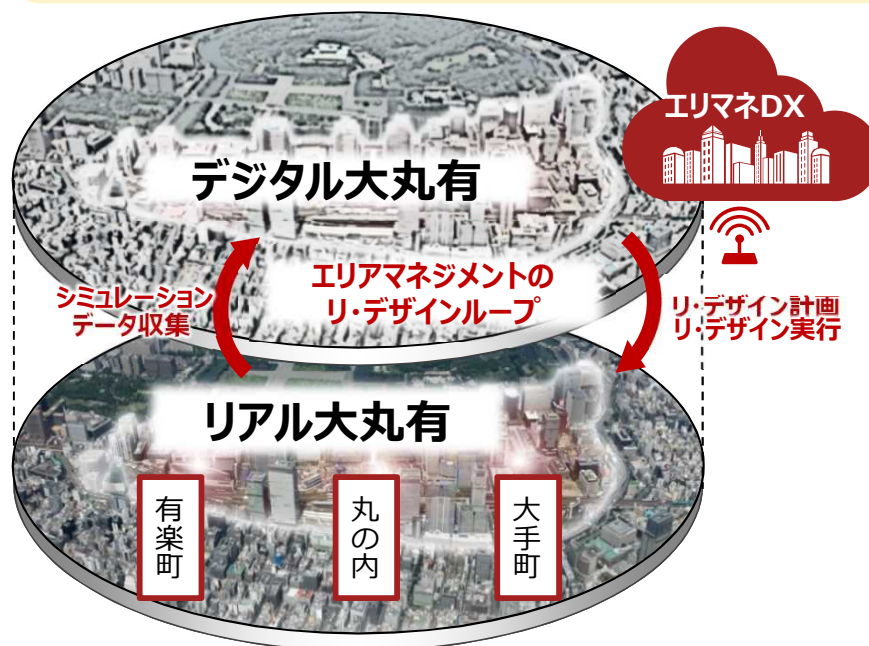 エリマネDX
デジタル大丸有
エリアマネジメントの
リ・デザインループ
シミュレーション
データ収集
リ・デザイン計画
リ・デザイン実行
リアル大丸有
有楽町
丸の内
大手町